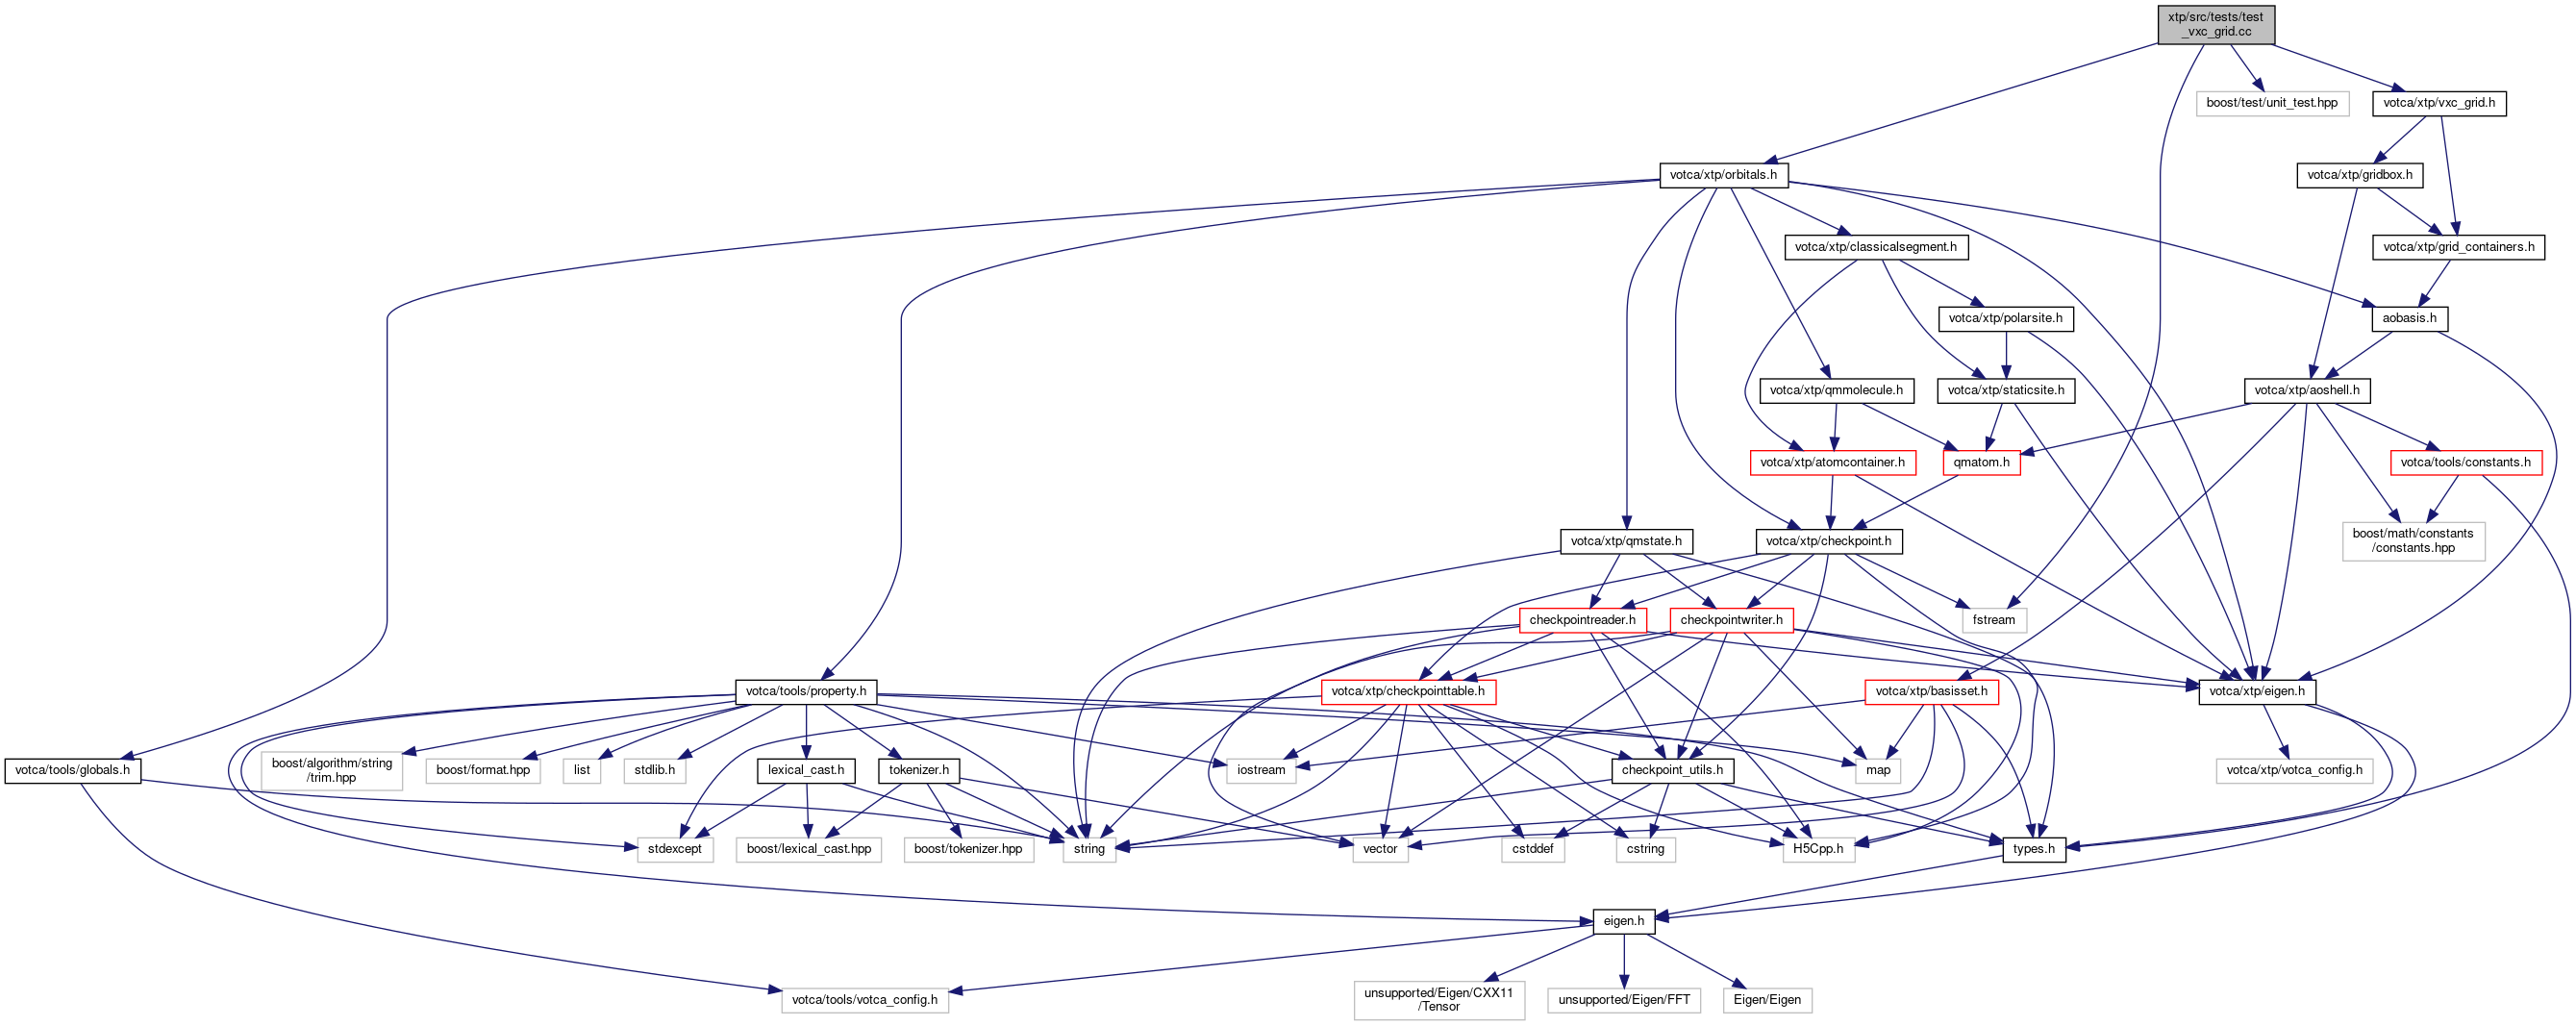 xtp/src/tests/test
_vxc_grid.cc
boost/test/unit_test.hpp
votca/xtp/vxc_grid.h
votca/xtp/orbitals.h
votca/xtp/gridbox.h
votca/xtp/classicalsegment.h
votca/xtp/grid_containers.h
votca/xtp/polarsite.h
aobasis.h
votca/xtp/qmmolecule.h
votca/xtp/staticsite.h
votca/xtp/aoshell.h
votca/xtp/atomcontainer.h
qmatom.h
votca/tools/constants.h
votca/xtp/qmstate.h
votca/xtp/checkpoint.h
boost/math/constants
/constants.hpp
checkpointreader.h
checkpointwriter.h
fstream
votca/tools/property.h
votca/xtp/checkpointtable.h
votca/xtp/basisset.h
votca/xtp/eigen.h
votca/tools/globals.h
boost/algorithm/string
/trim.hpp
boost/format.hpp
list
stdlib.h
lexical_cast.h
tokenizer.h
iostream
checkpoint_utils.h
map
votca/xtp/votca_config.h
stdexcept
boost/lexical_cast.hpp
boost/tokenizer.hpp
string
vector
cstddef
cstring
H5Cpp.h
types.h
eigen.h
votca/tools/votca_config.h
unsupported/Eigen/CXX11
/Tensor
unsupported/Eigen/FFT
Eigen/Eigen